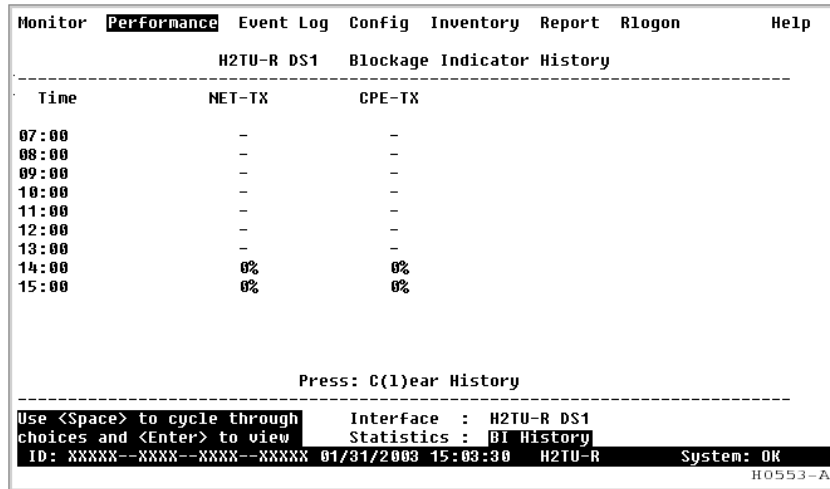 Monitor Performance Event Log Config Inventory Report Rlogon Help
H2TU-R DS1 Blockage Indicator History
Time NET-TX CPE-TX
07:00 - -
08:00 - -
09:00 - -
10:00 - -
11:00 - -
12:00 - -
13:00 - -
14:00 0% 0%
15:00 0% 0%
Press: C(l)ear History
Use <Space> to cycle through Interface : H2TU-R DS1
choices and <Enter> to view Statistics : BI History
ID: XXXXX--XXXX--XXXX--XXXXX 01/31/2003 15:03:30 H2TU-R System: OK
H0553-A